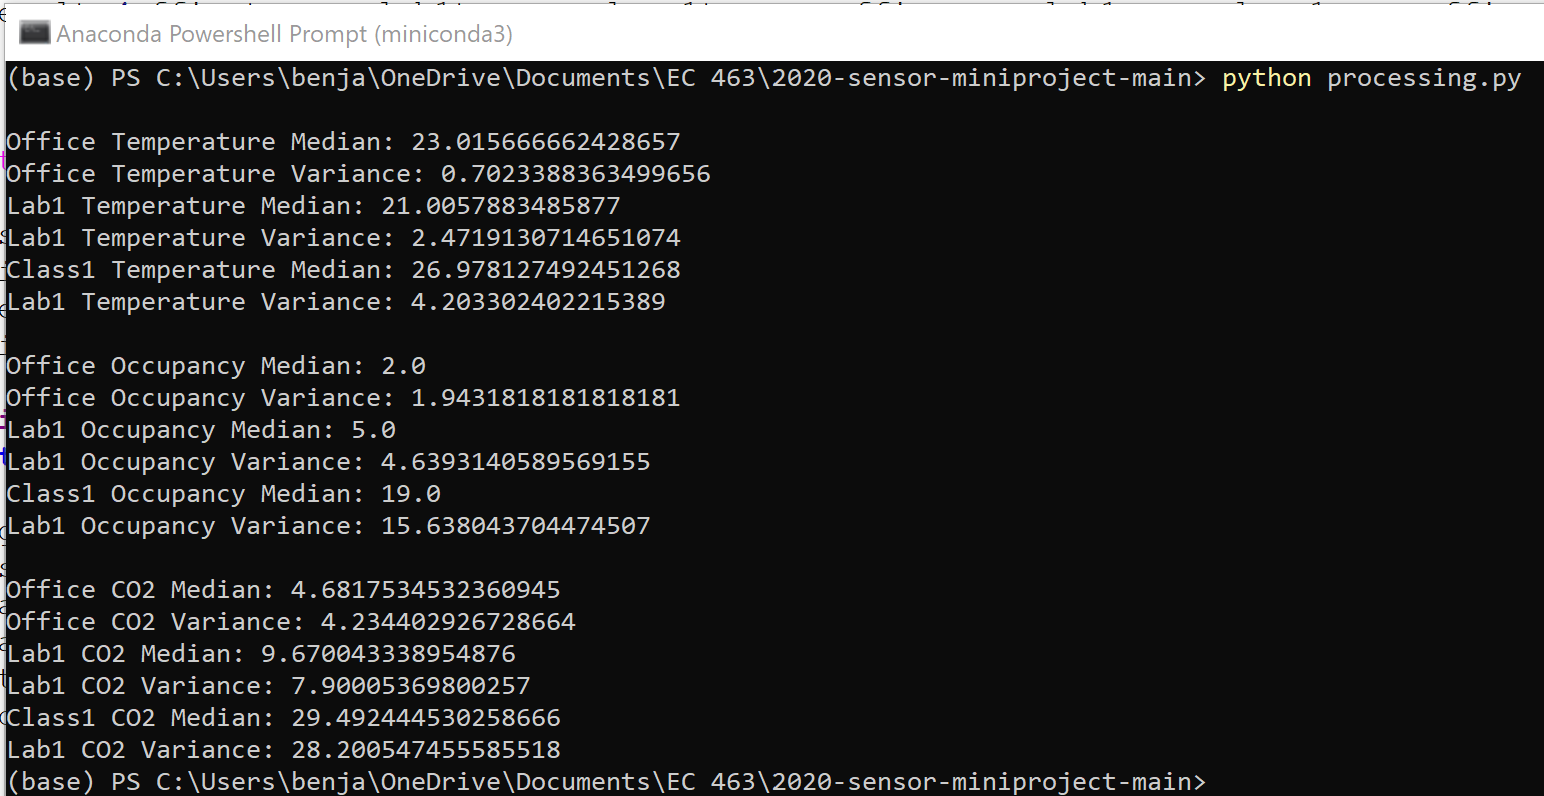 Anaconda Powershell Prompt (miniconda3)
(base) PS C:\Users\benja\OneDrive\Documents\EC 463\2020-sensor-miniproject-main> python processing.py
Office Temperature Median: 23.015666662428657
Office Temperature Variance: 0.7023388363499656
Lab1 Temperature Median: 21.0057883485877
Lab1 Temperature Variance: 2.4719130714651074
Class1 Temperature Median: 26.978127492451268
Lab1 Temperature Variance: 4.203302402215389
Office Occupancy Median: 2.0
Office Occupancy Variance: 1.9431818181818181
Lab1 Occupancy Median: 5.0
Lab1 Occupancy Variance: 4.6393140589569155
Class1 Occupancy Median: 19.0
Lab1 Occupancy Variance: 15.638043704474507
Office CO2 Median: 4.6817534532360945
Office CO2 Variance: 4.234402926728664
Lab1 CO2 Median: 9.670043338954876
Lab1 CO2 Variance: 7.90005369800257
Class1 CO2 Median: 29.492444530258666
Lab1 CO2 Variance: 28.200547455585518
(base) PS C:\Users\benja\OneDrive\Documents\EC 463\2020-sensor-miniproject-main>